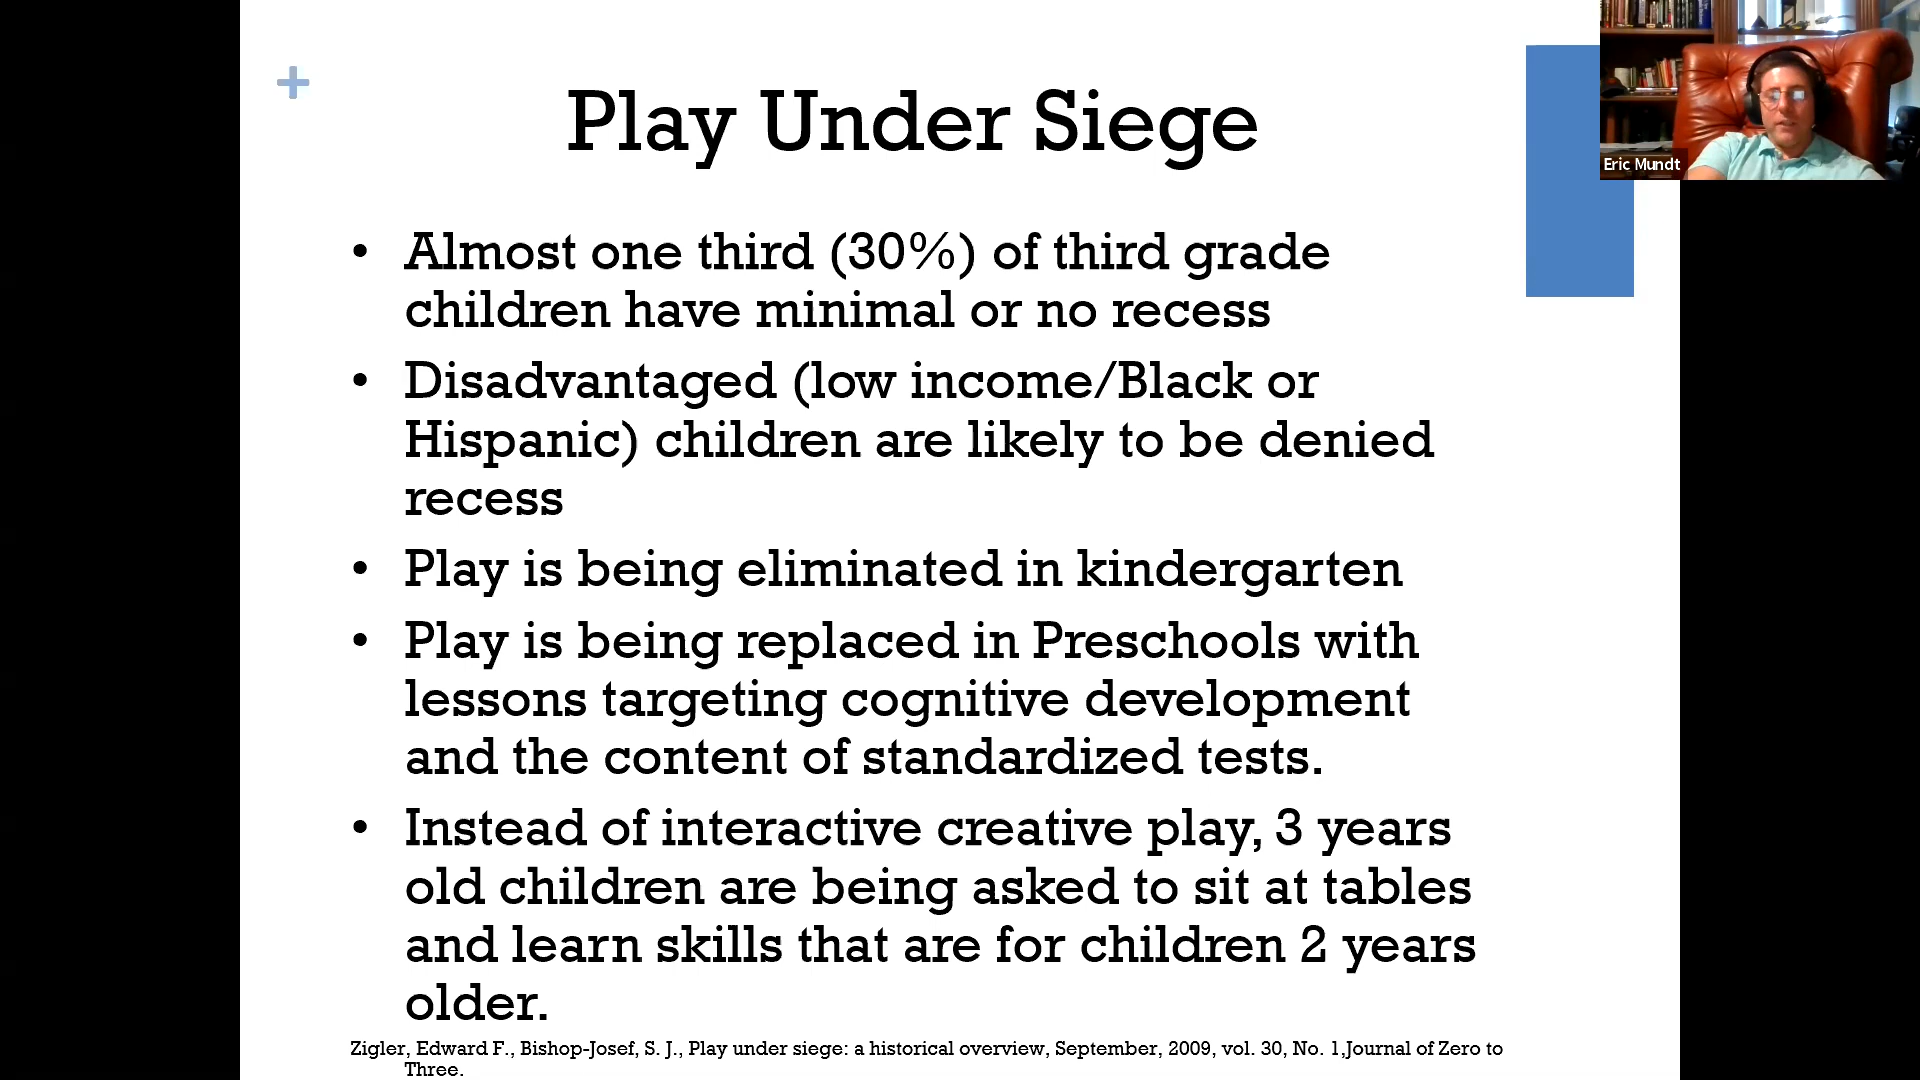 +
Play Under Siege
Eric Mundt
• Almost one third (30%) of third grade
children have minimal or no recess
• Disadvantaged (low income/Black or
Hispanic) children are likely to be denied
recess
• Play is being eliminated in kindergarten
• Play is being replaced in Preschools with
lessons targeting cognitive development
and the content of standardized tests.
• Instead of interactive creative play, 3 years
old children are being asked to sit at tables
and learn skills that are for children 2 years
older.
Zigler, Edward F., Bishop-Josef, S. J., Play under siege: a historical overview, September, 2009, vol. 30, No. 1,Journal of Zero to
Three.